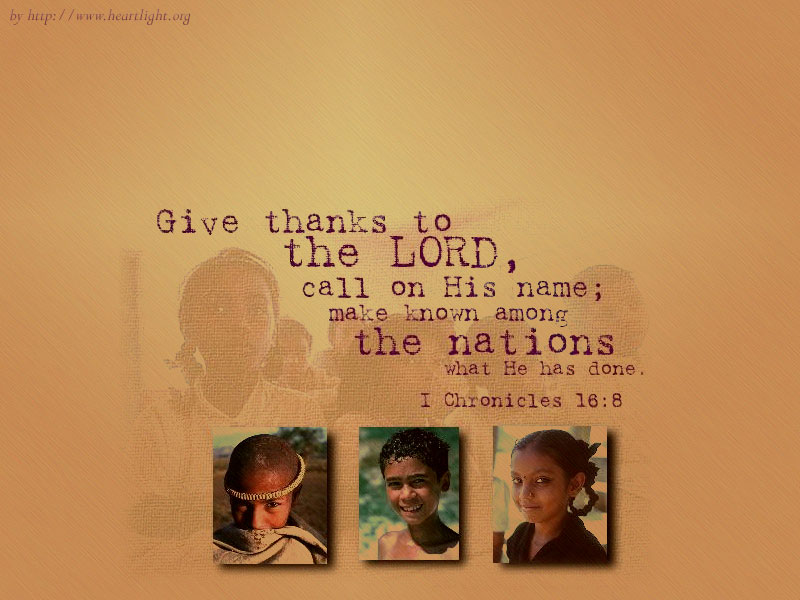 by http://www.heartlight.org
Give thanks to
the LORD,
call on His name;
make known among
the nations
what He has done.
I Chronicles 16:8